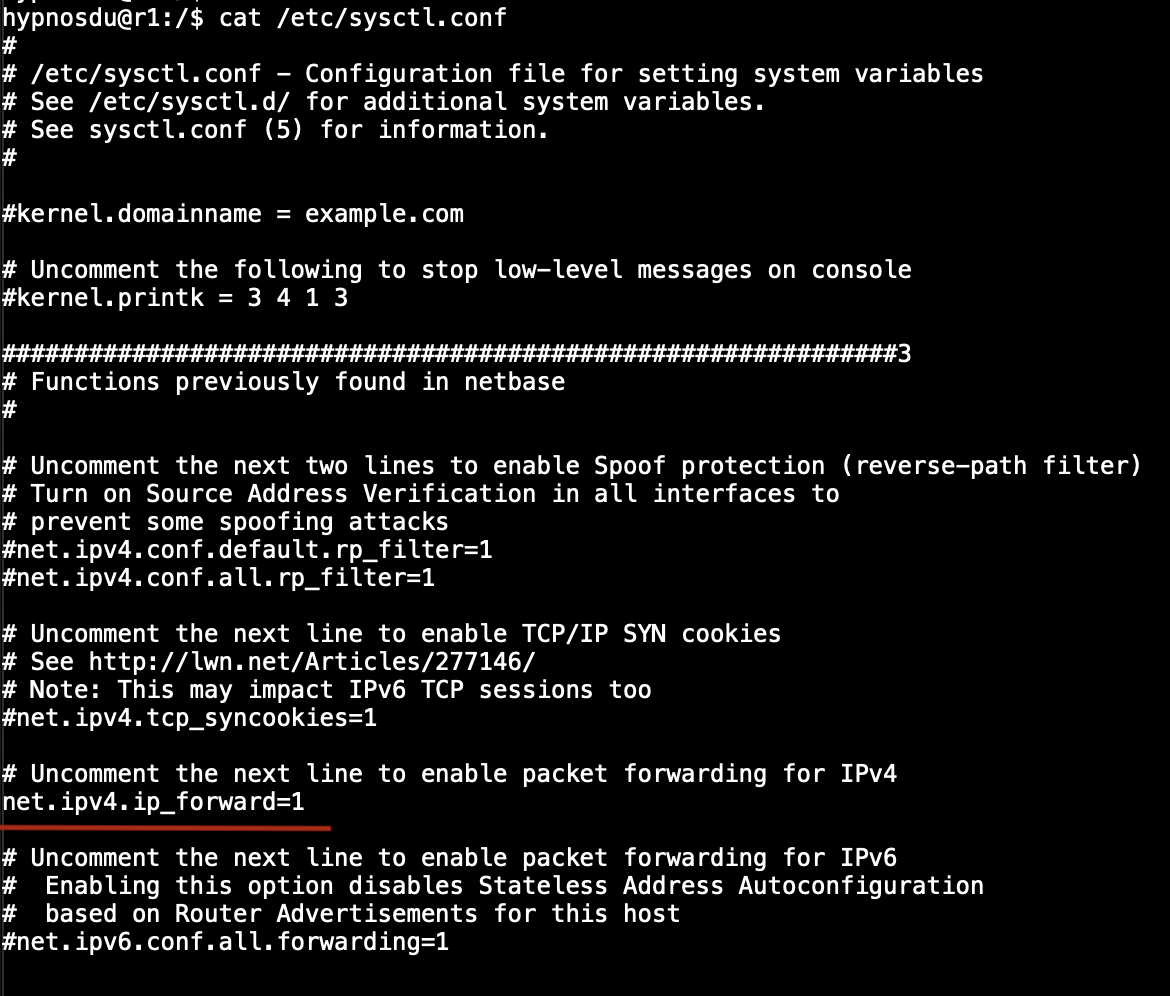 hypnosdu@r1:/$ cat /etc/sysctl.conf
#
# /etc/sysctl.conf - Configuration file for setting system variables
# See /etc/sysctl.d/ for additional system variables.
# See sysctl.conf (5) for information.
#
#kernel.domainname = example.com
# Uncomment the following to stop low-level messages on console
#kernel.printk = 3 4 1 3
##############################################################3
# Functions previously found in netbase
#
# Uncomment the next two lines to enable Spoof protection (reverse-path filter)
# Turn on Source Address Verification in all interfaces to
# prevent some spoofing attacks
#net.ipv4.conf.default.rp_filter=1
#net.ipv4.conf.all.rp_filter=1
# Uncomment the next line to enable TCP/IP SYN cookies
# See http://lwn.net/Articles/277146/
# Note: This may impact IPv6 TCP sessions too
#net.ipv4.tcp_syncookies=1
# Uncomment the next line to enable packet forwarding for IPv4
net.ipv4.ip_forward=1
# Uncomment the next line to enable packet forwarding for IPv6
#  Enabling this option disables Stateless Address Autoconfiguration
#  based on Router Advertisements for this host
#net.ipv6.conf.all.forwarding=1